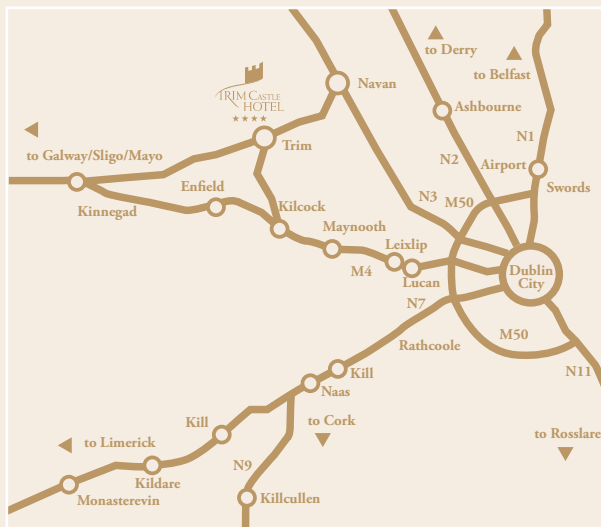 to Derry
to Belfast
Navan
TRIM CASTLE
HOTEL
Ashbourne
N1
Trim
to Galway/Sligo/Mayo
N2
Airport
Enfield
Swords
N3
M50
Kinnegad
Kilcock
Maynooth
Leixlip
M4
Lucan
Dublin
City
N7
M50
Rathcoole
Kill
N11
Naas
to Cork
Kill
to Rosslare
to Limerick
N9
Kildare
Monasterevin
Killcullen